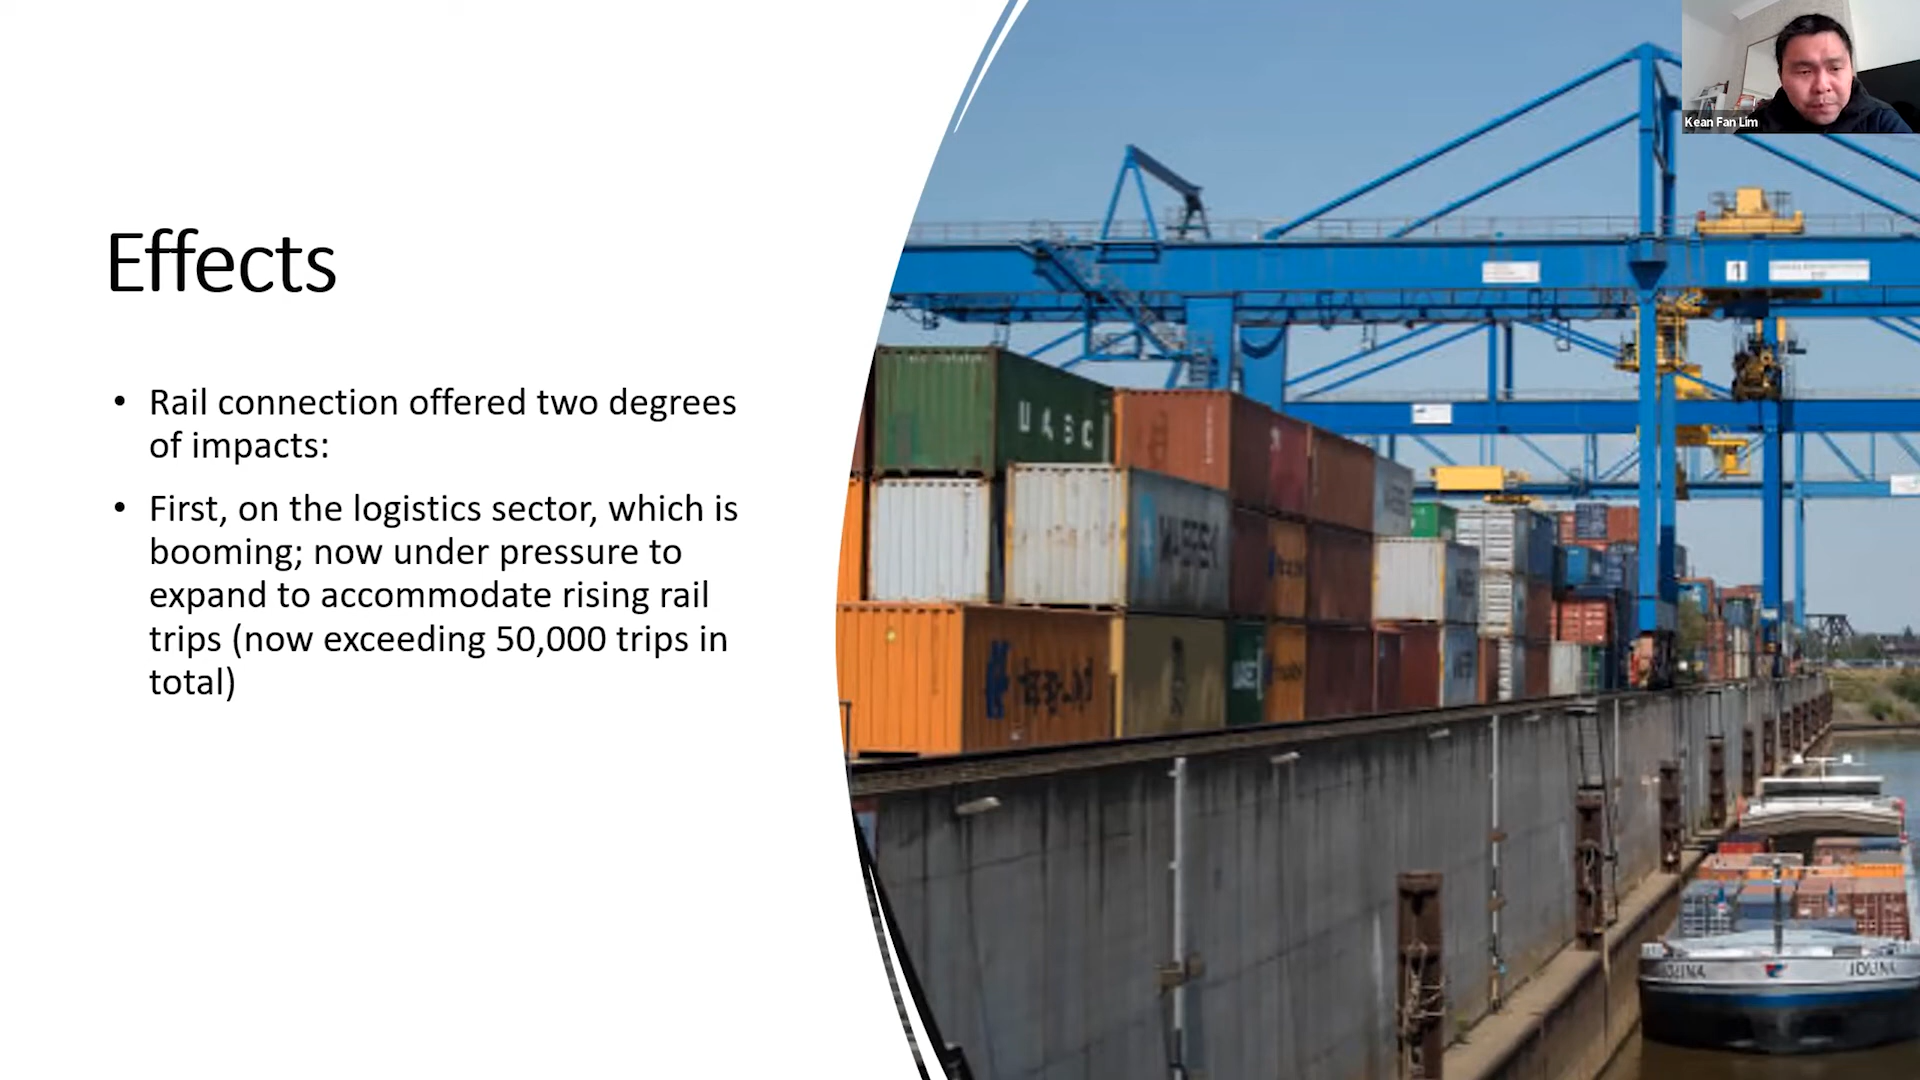 Kean Fan Lim
Effects
• Rail connection offered two degrees
of impacts:
• First, on the logistics sector, which is
booming; now under pressure to
expand to accommodate rising rail
trips (now exceeding 50,000 trips in
total)
1